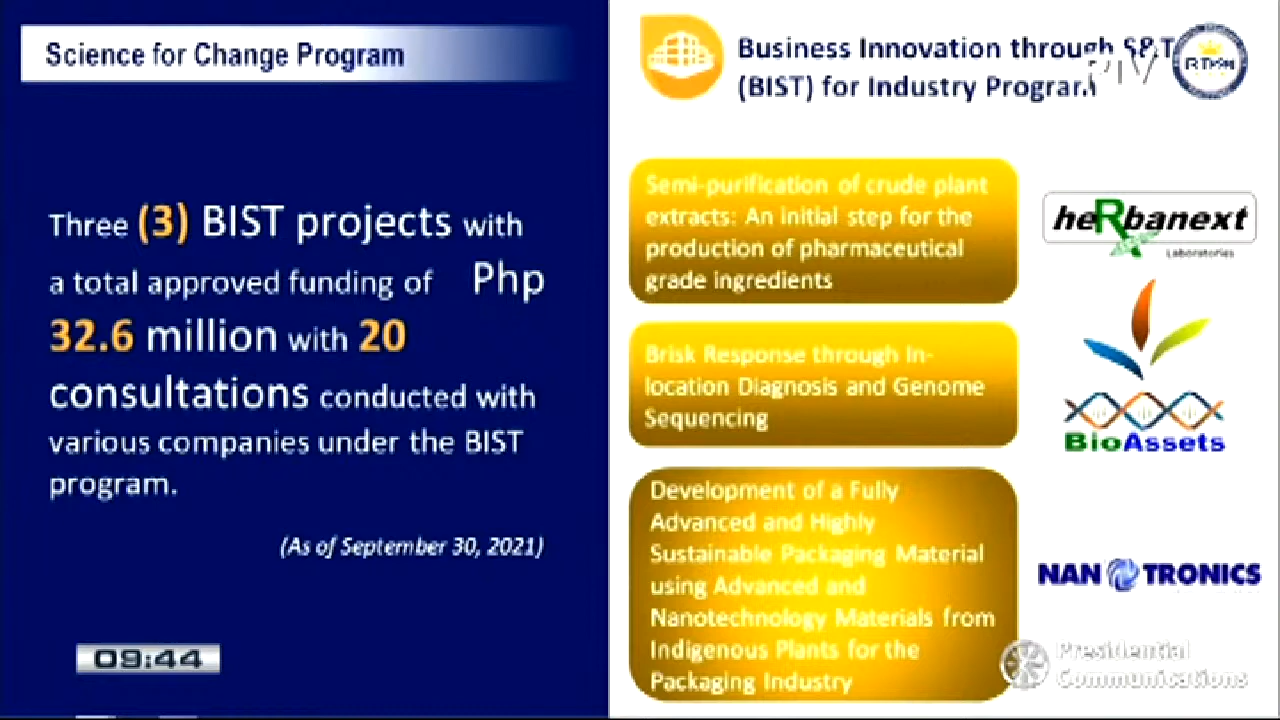 Science for Change Program
Three (3) BIST projects with
a total approved funding of Php
32.6 million with 20
consultations conducted with
various companies under the BIST
program.
(As of September 30, 2021)
09:44
Business Innovation through S&T
(BIST) for Industry Program
PTV
RTVM
Semi-purification of crude plant
extracts: An initial step for the
production of pharmaceutical
grade ingredients
heRbanext
Laboratories
Brisk Response through In-
location Diagnosis and Genome
Sequencing
BioAssets
Development of a Fully
Advanced and Highly
Sustainable Packaging Material
using Advanced and
Nanotechnology Materials from
Indigenous Plants for the
Packaging Industry
NANOTRONICS
Presidential
Communications